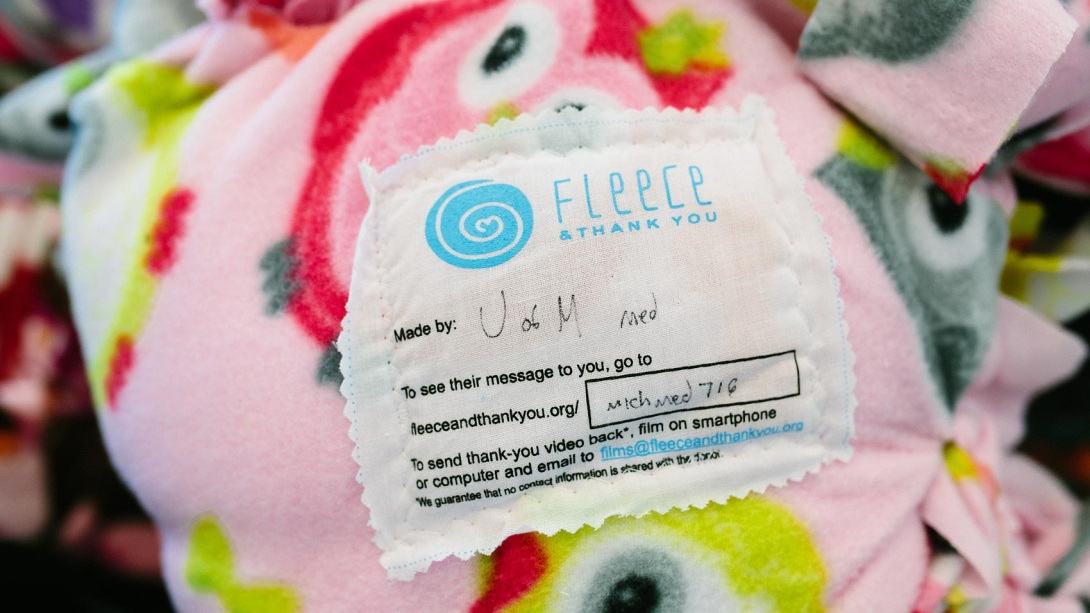 FLeece
& THANK YOU
Made by: U of M med
To see their message to you, go to
fleeceandthankyou.org/ michmed716
To send thank-you video back*, film on smartphone
or computer and email to films@fleeceandthankyou.org
*We guarantee that no contact information is shared with the donor.